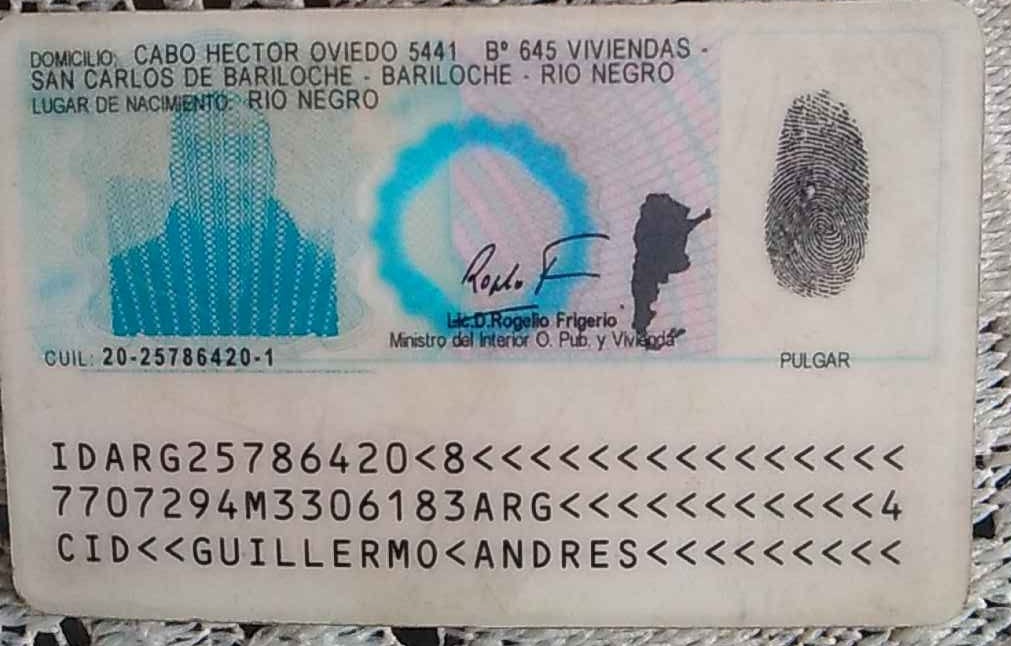 DOMICILIO: CABO HECTOR OVIEDO 5441 Bº 645 VIVIENDAS -
SAN CARLOS DE BARILOCHE - BARILOCHE - RIO NEGRO
LUGAR DE NACIMIENTO: RIO NEGRO
Lic.D.Rogelio Frigerio
Ministro del Interior O. Pub. y Vivienda
CUIL: 20-25786420-1
PULGAR
IDARG25786420<8<<<<<<<<<<<<<<<
7707294M3306183ARG<<<<<<<<<<<4
CID<<GUILLERMO<ANDRES<<<<<<<<<